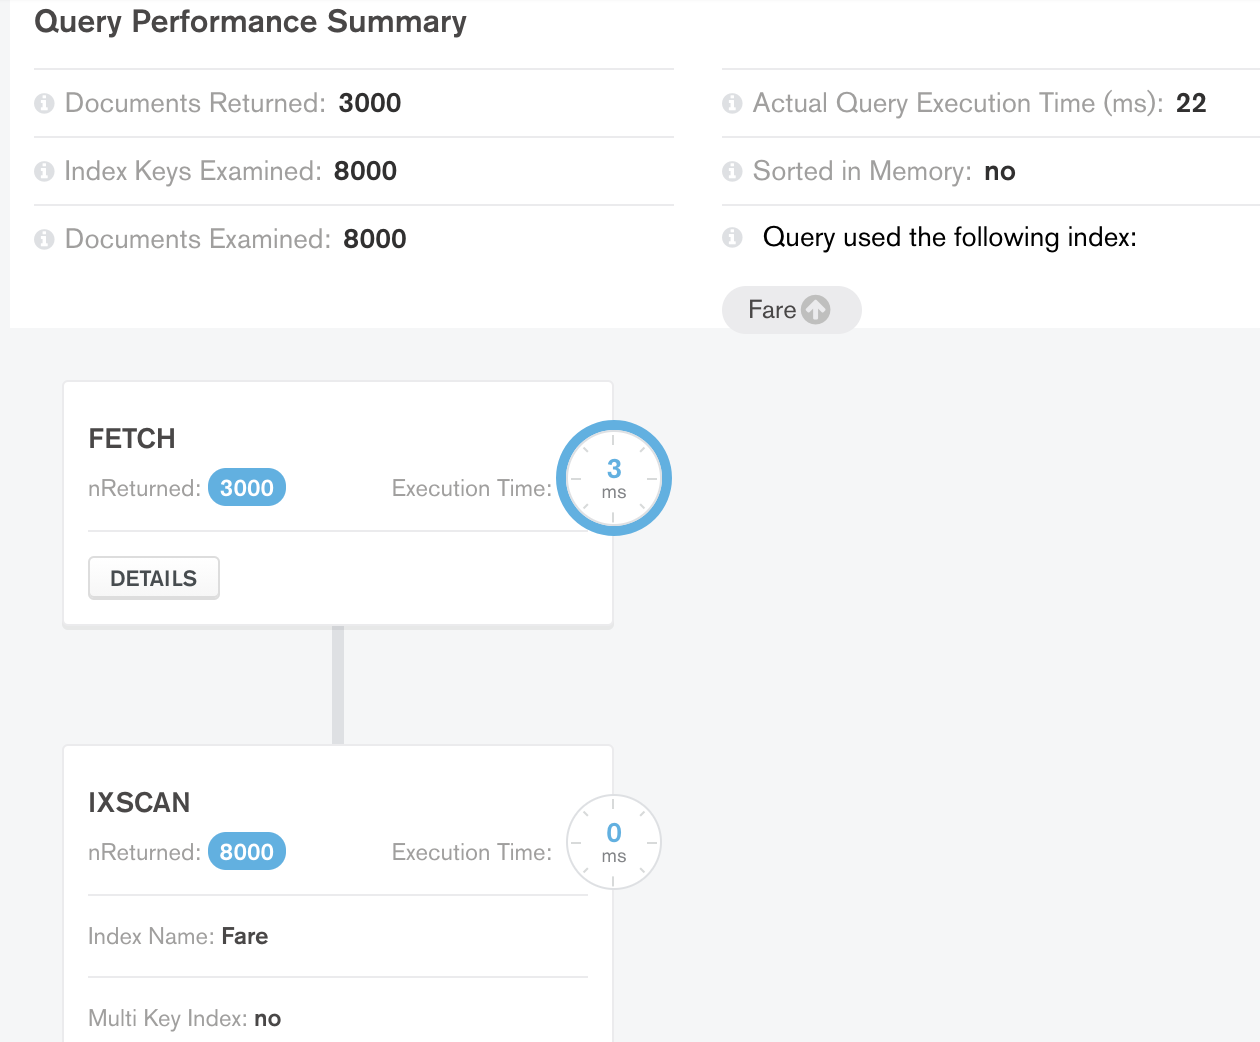 Query Performance Summary
Documents Returned: 3000
Index Keys Examined: 8000
Documents Examined: 8000
Actual Query Execution Time (ms): 22
Sorted in Memory: no
Query used the following index:
Fare
FETCH
nReturned: 3000
Execution Time:
3
ms
DETAILS
IXSCAN
nReturned: 8000
Execution Time:
0
ms
Index Name: Fare
Multi Key Index: no